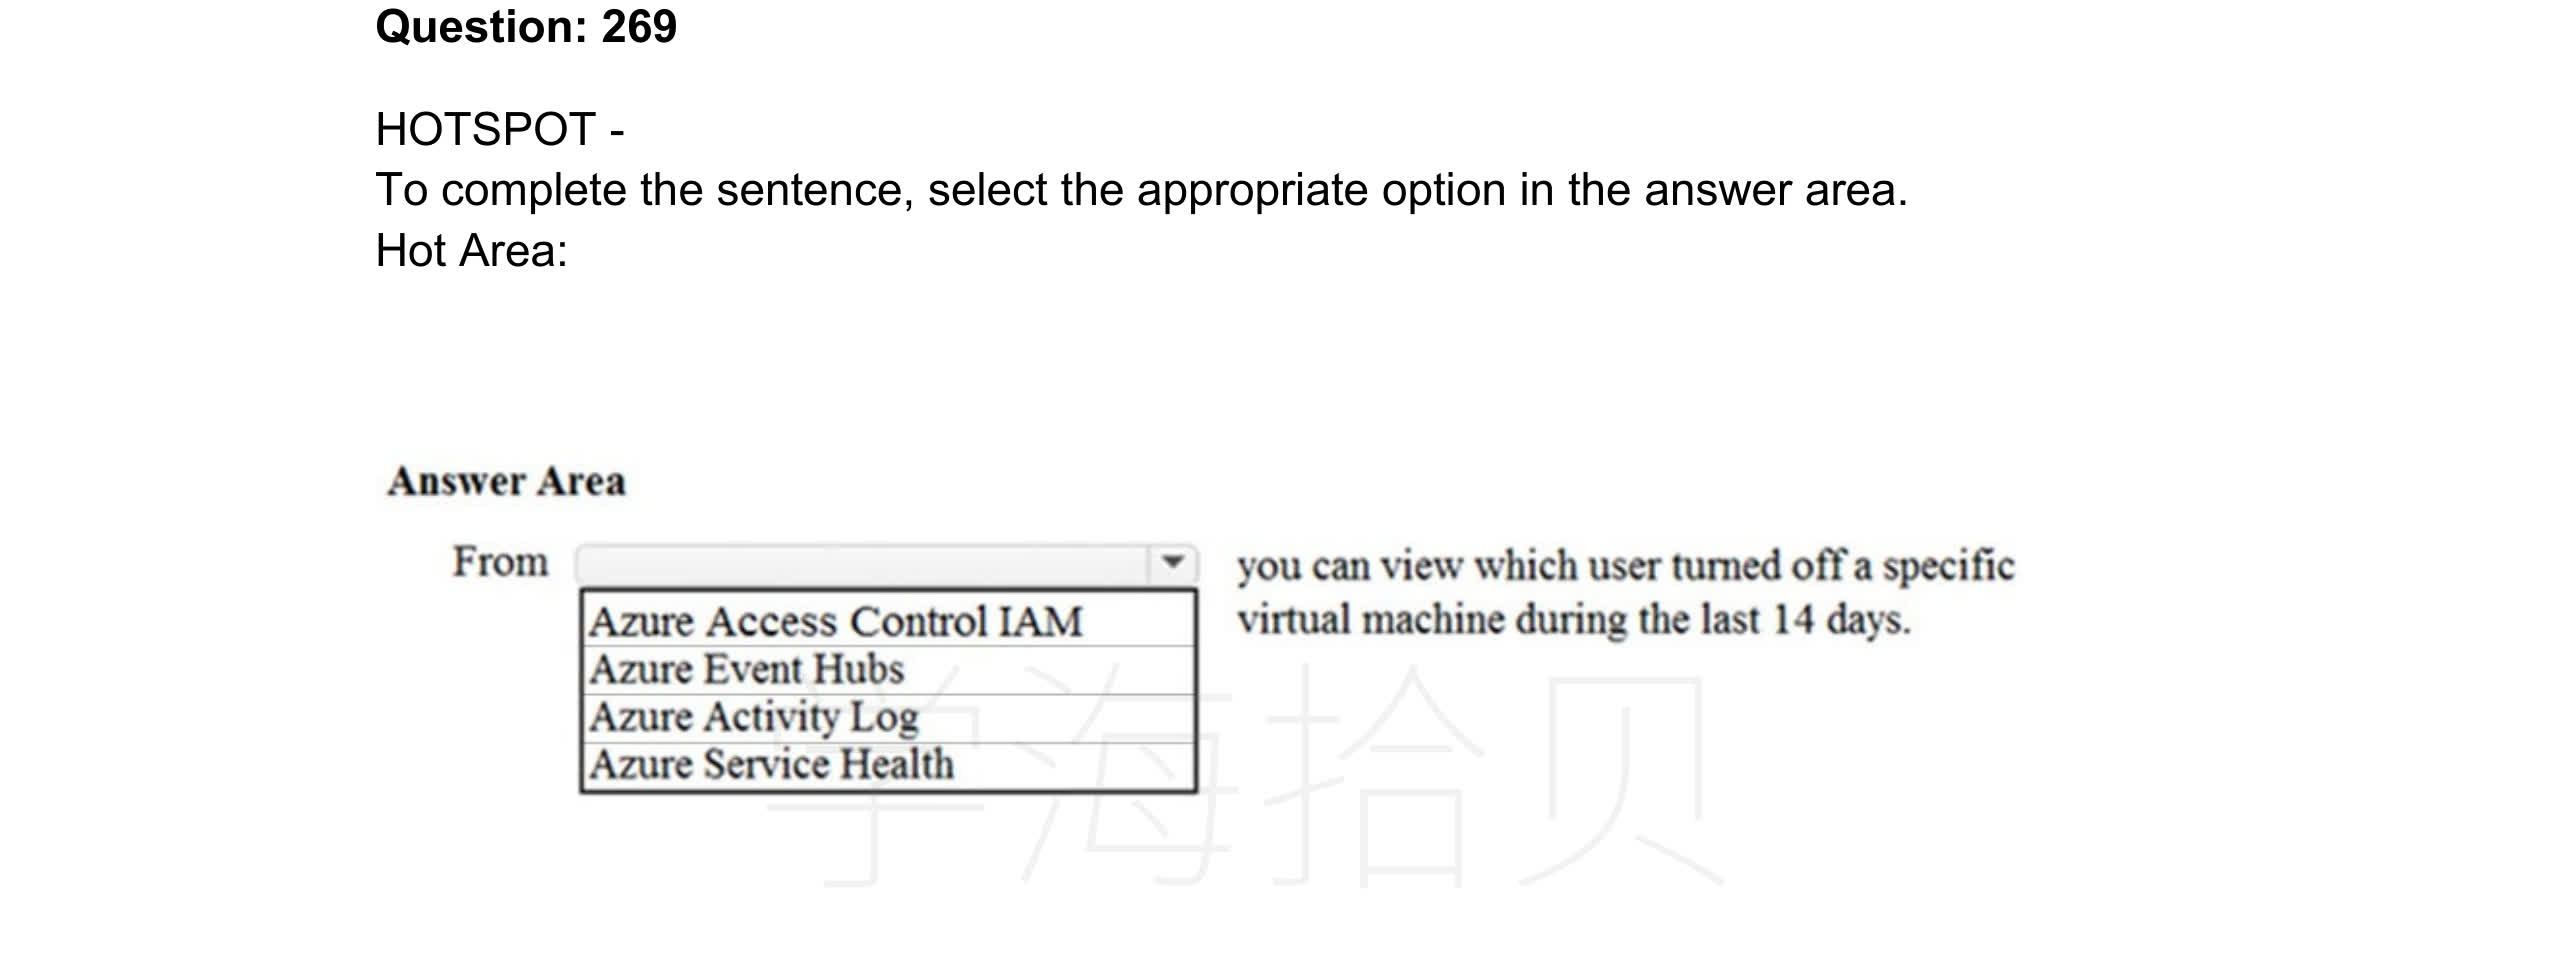 Question: 269
HOTSPOT -
To complete the sentence, select the appropriate option in the answer area.
Hot Area:
Answer Area
From
you can view which user turned off a specific
virtual machine during the last 14 days.
Azure Access Control IAM
Azure Event Hubs
Azure Activity Log
Azure Service Health
学海拾贝